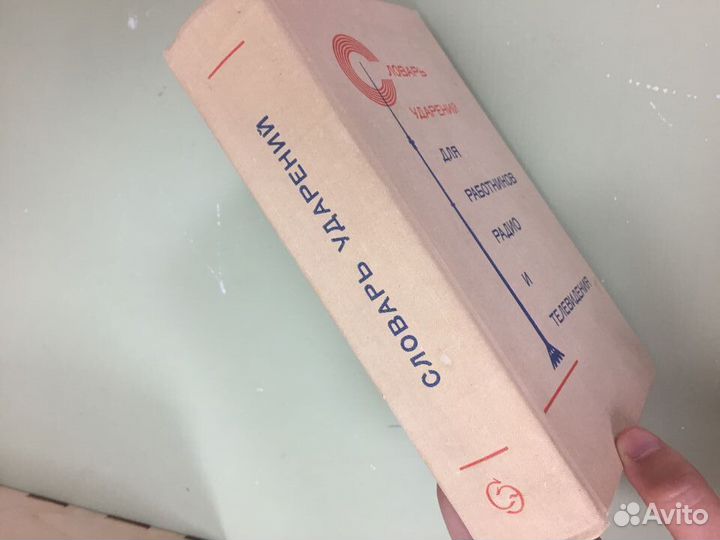 СЛОВАРЬ УДАРЕНИЙ
СЛОВАРЬ
УДАРЕНИЙ
ДЛЯ
РАБОТНИКОВ
РАДИО
И
ТЕЛЕВИДЕНИЯ
Avito